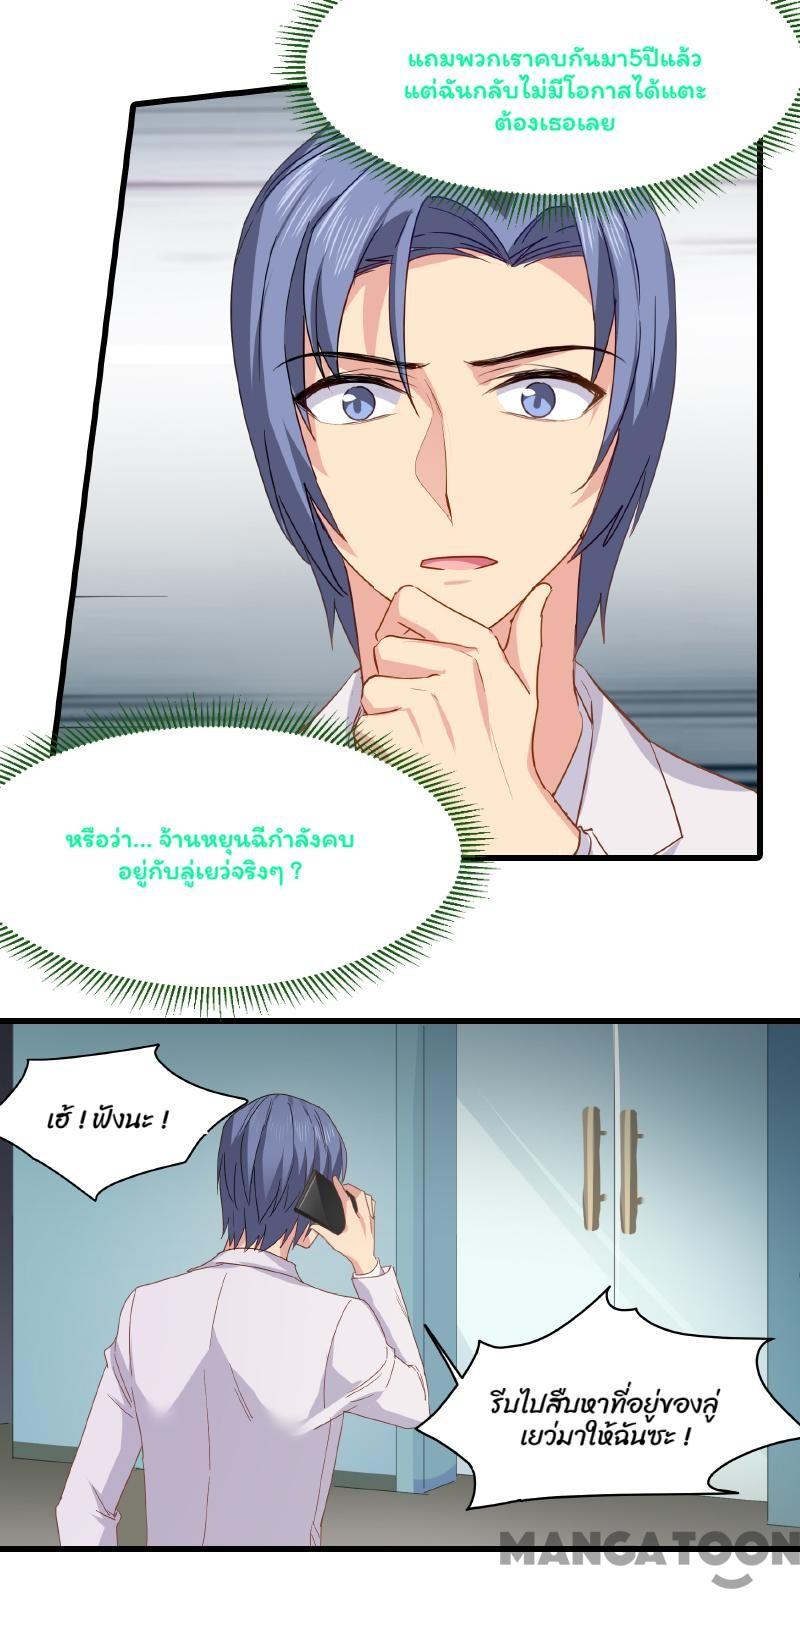 แถมพวกเราคบกันมา5ปีแล้ว
แต่ฉันกลับไม่มีโอกาสได้แตะ
ต้องเธอเลย
หรือว่า... จ้านหยุนฉีกำลังคบ
อยู่กับลู่เยว่จริงๆ ?
เฮ้ ! ฟังนะ !
รีบไปสืบหาที่อยู่ของลู่
เยว่มาให้ฉันซะ !
MANGATOON